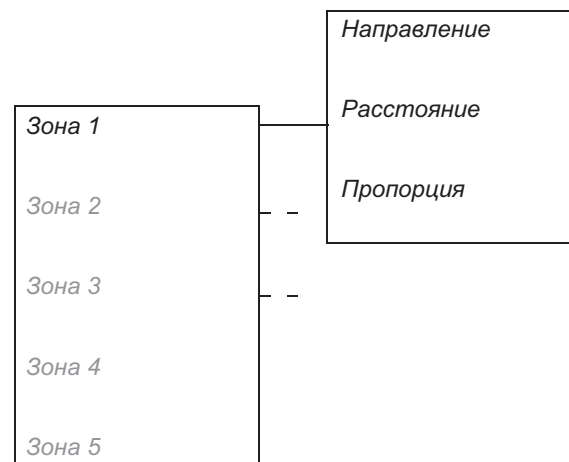 Направление
Расстояние
Зона 1
Пропорция
Зона 2
Зона 3
Зона 4
Зона 5